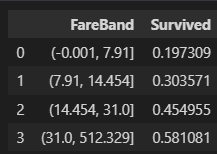 FareBand Survived
0 (-0.001, 7.91] 0.197309
1 (7.91, 14.454] 0.303571
2 (14.454, 31.0] 0.454955
3 (31.0, 512.329] 0.581081